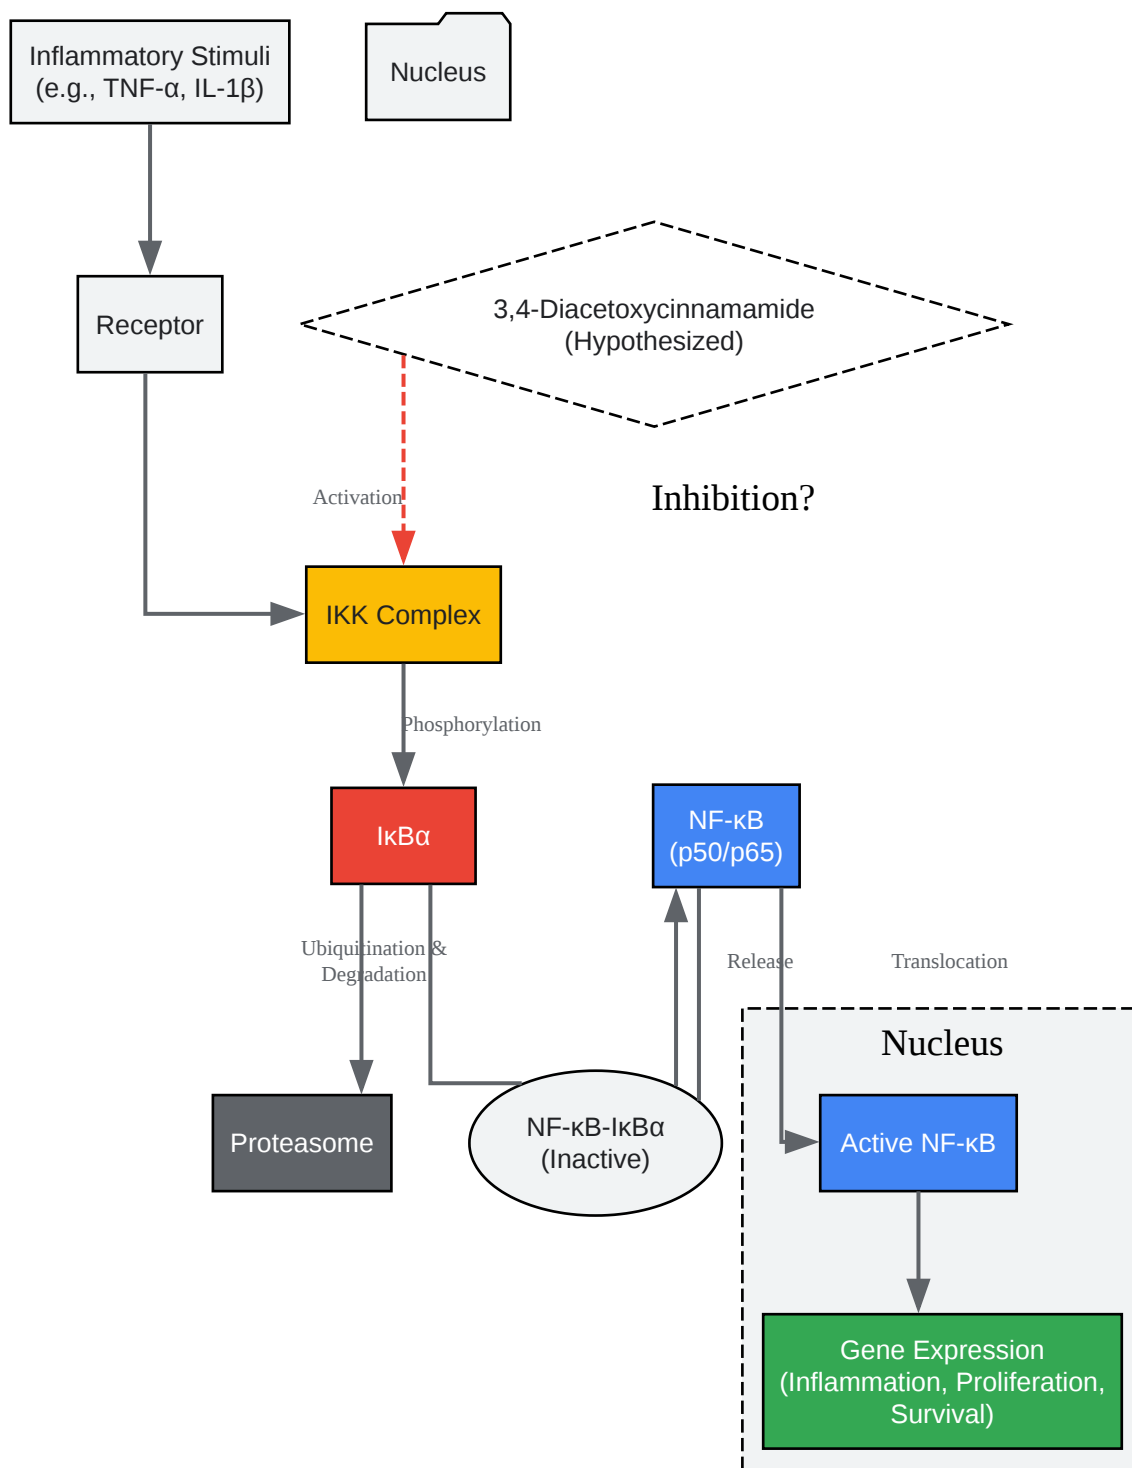 Inflammatory Stimuli
(e.g., TNF-α, IL-1β)
Nucleus
Receptor
3,4-Diacetoxycinnamamide
(Hypothesized)
Activation
Inhibition?
IKK Complex
Phosphorylation
IκBα
NF-κB
(p50/p65)
Ubiquitination &
Degradation
Release
Translocation
Nucleus
Proteasome
NF-κB-IκBα
(Inactive)
Active NF-κB
Gene Expression
(Inflammation, Proliferation,
Survival)